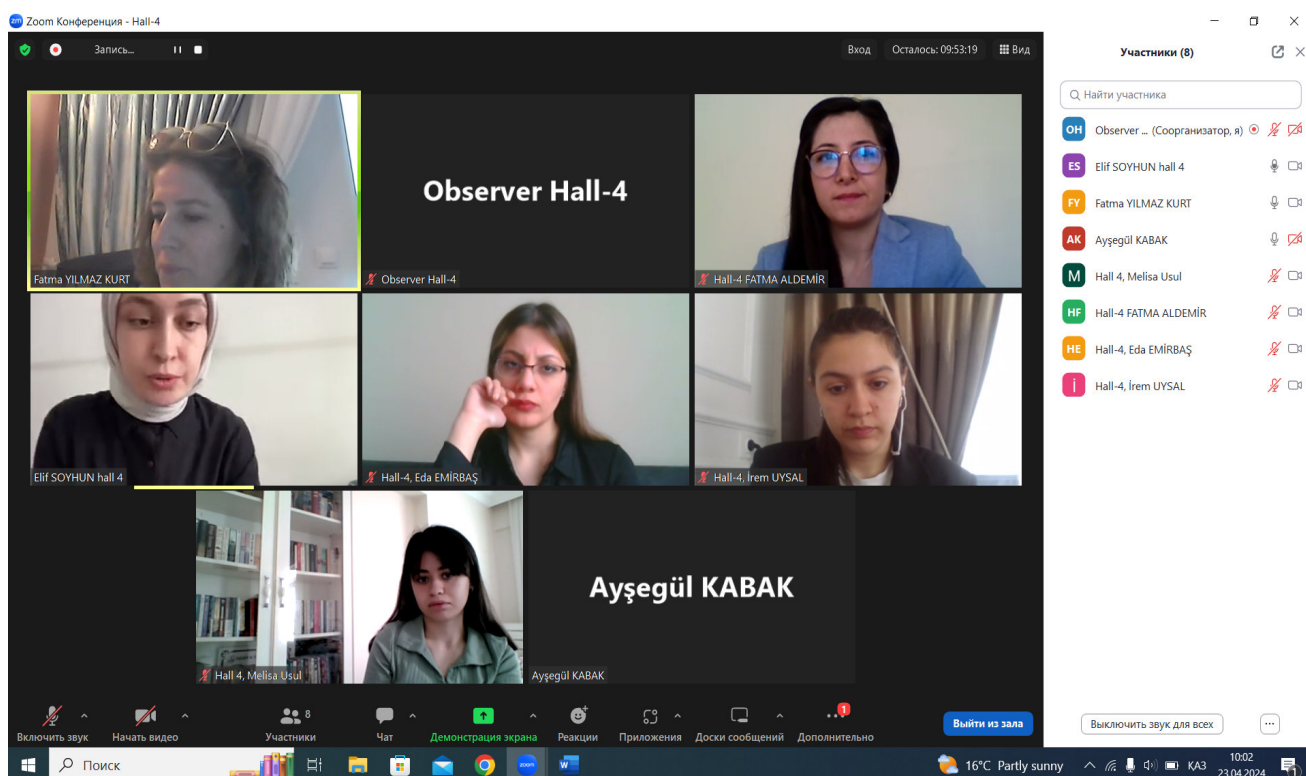 zm Zoom Конференция - Hall-4
Запись...
Вход
Осталось: 09:53:19
Вид
Участники (8)
Найти участника
Fatma YILMAZ KURT
Observer Hall-4
Observer Hall-4
Hall-4 FATMA ALDEMİR
Elif SOYHUN hall 4
Hall-4, Eda EMİRBAŞ
Hall-4, İrem UYSAL
Hall 4, Melisa Usul
Ayşegül KABAK
Ayşegül KABAK
OH Observer ... (Соорганизатор, я)
ES Elif SOYHUN hall 4
FY Fatma YILMAZ KURT
AK Ayşegül KABAK
M Hall 4, Melisa Usul
HF Hall-4 FATMA ALDEMİR
HE Hall-4, Eda EMİRBAŞ
i Hall-4, İrem UYSAL
8
1
Включить звук
Начать видео
Участники
Чат
Демонстрация экрана
Реакции
Приложения
Доски сообщений
Дополнительно
Выйти из зала
Выключить звук для всех
...
Поиск
zoom
W
16°C Partly sunny
ҚАЗ
10:02
23.04.2024